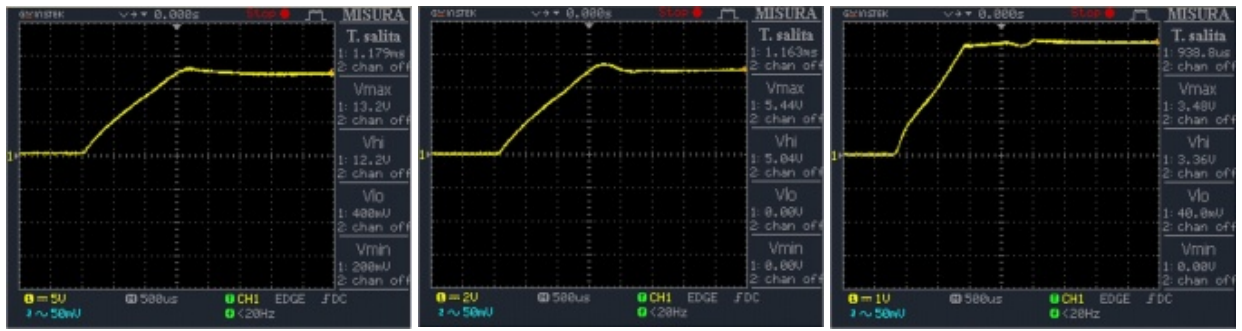 GWINSTEK 0.000s Stop MISURA
T. salita
1: 1.179ms
2: chan off
Vmax
1: 13.2V
2: chan off
Vhi
1: 12.2V
2: chan off
Vlo
1: 400mV
2: chan off
Vmin
1: 200mV
2: chan off
1
1 5V 500us CH1 EDGE DC
2 50mV <20Hz
GWINSTEK 0.000s Stop MISURA
T. salita
1: 1.163ms
2: chan off
Vmax
1: 5.44V
2: chan off
Vhi
1: 5.04V
2: chan off
Vlo
1: 0.00V
2: chan off
Vmin
1: 0.00V
2: chan off
1
1 2V 500us CH1 EDGE DC
2 50mV <20Hz
GWINSTEK 0.000s Stop MISURA
T. salita
1: 938.8us
2: chan off
Vmax
1: 3.48V
2: chan off
Vhi
1: 3.36V
2: chan off
Vlo
1: 40.0mV
2: chan off
Vmin
1: 0.00V
2: chan off
1
1 1V 500us CH1 EDGE DC
2 50mV <20Hz